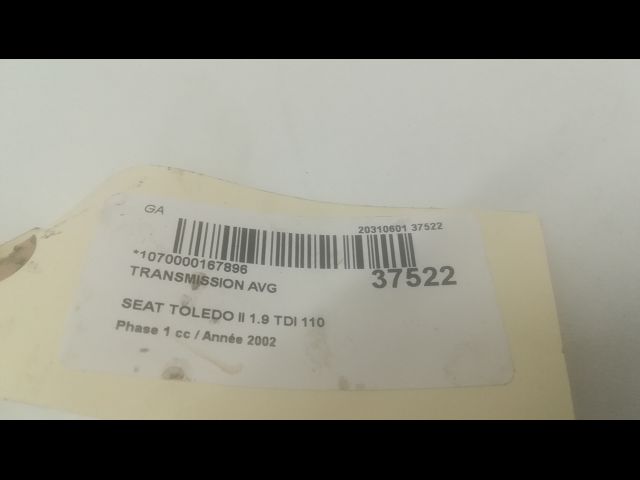 GA
20310601 37522
*1070000167896
37522
TRANSMISSION AVG
SEAT TOLEDO II 1.9 TDI 110
Phase 1 cc / Année 2002